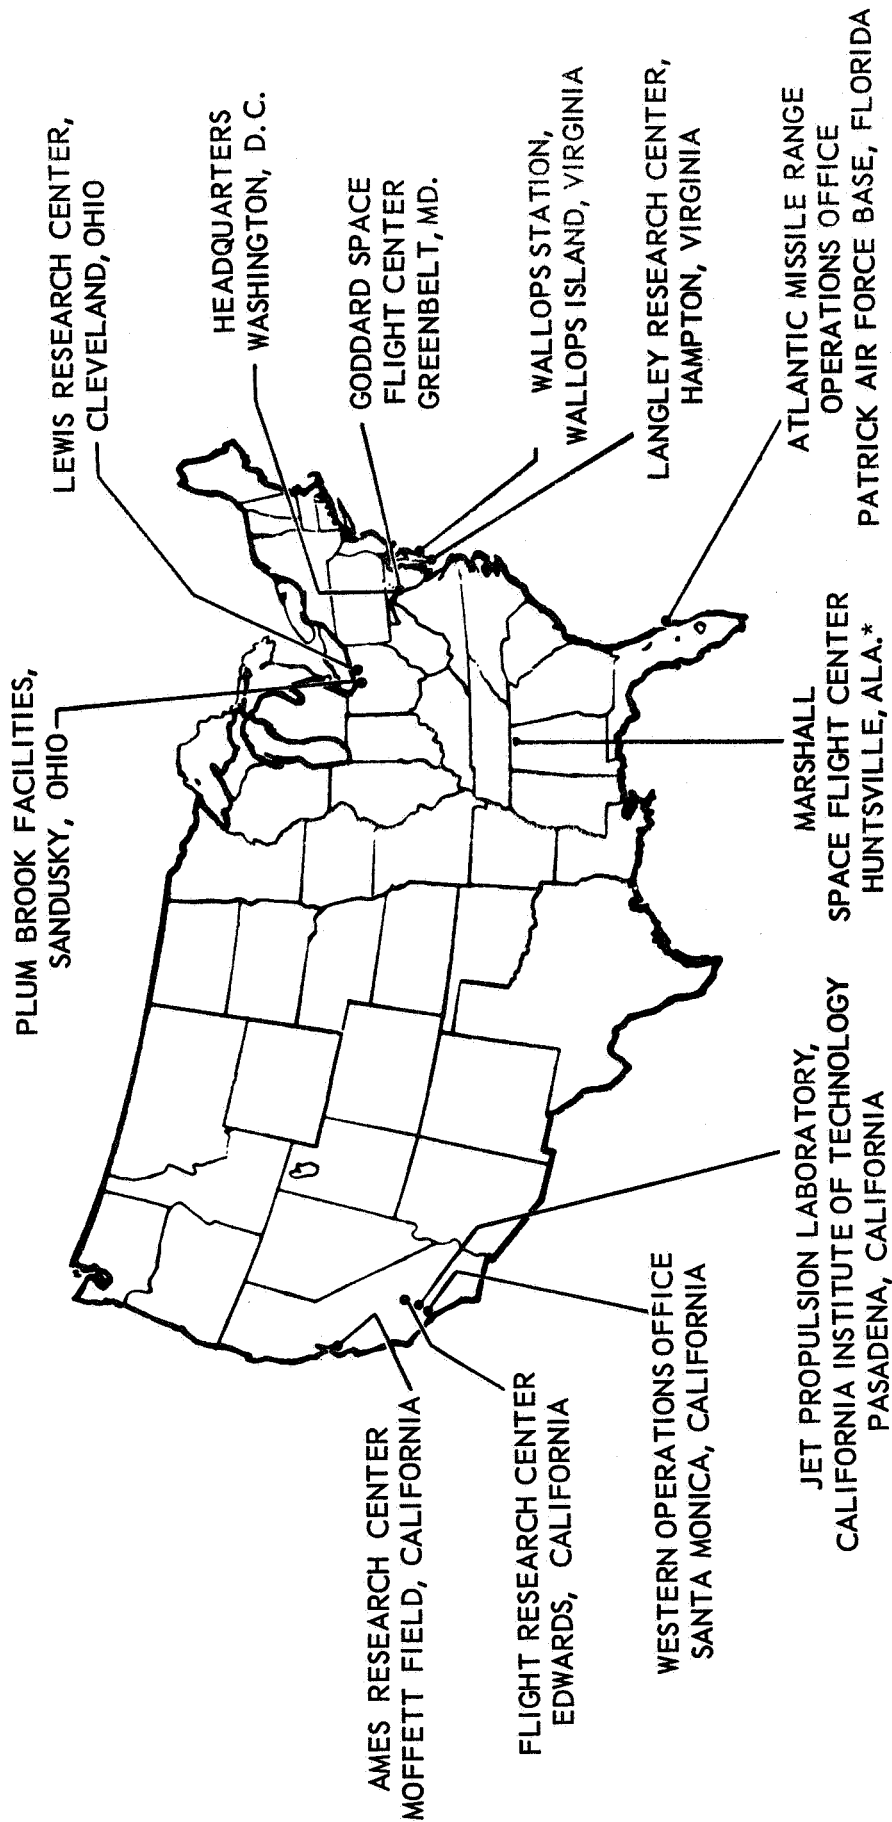 PLUM BROOK FACILITIES,
SANDUSKY, OHIO
LEWIS RESEARCH CENTER,
CLEVELAND, OHIO
HEADQUARTERS
WASHINGTON, D. C.
GODDARD SPACE
FLIGHT CENTER
GREENBELT, MD.
WALLOPS STATION,
WALLOPS ISLAND, VIRGINIA
LANGLEY RESEARCH CENTER,
HAMPTON, VIRGINIA
ATLANTIC MISSILE RANGE
OPERATIONS OFFICE
PATRICK AIR FORCE BASE, FLORIDA
MARSHALL
SPACE FLIGHT CENTER
HUNTSVILLE, ALA.*
JET PROPULSION LABORATORY,
CALIFORNIA INSTITUTE OF TECHNOLOGY
PASADENA, CALIFORNIA
WESTERN OPERATIONS OFFICE
SANTA MONICA, CALIFORNIA
FLIGHT RESEARCH CENTER
EDWARDS, CALIFORNIA
AMES RESEARCH CENTER
MOFFETT FIELD, CALIFORNIA